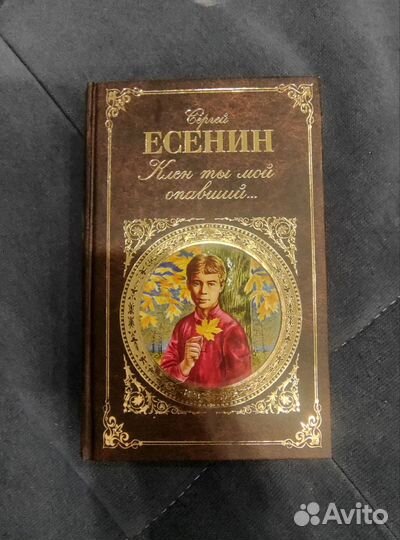 Сергей
ЕСЕНИН
Клен ты мой
опавший...
Avito